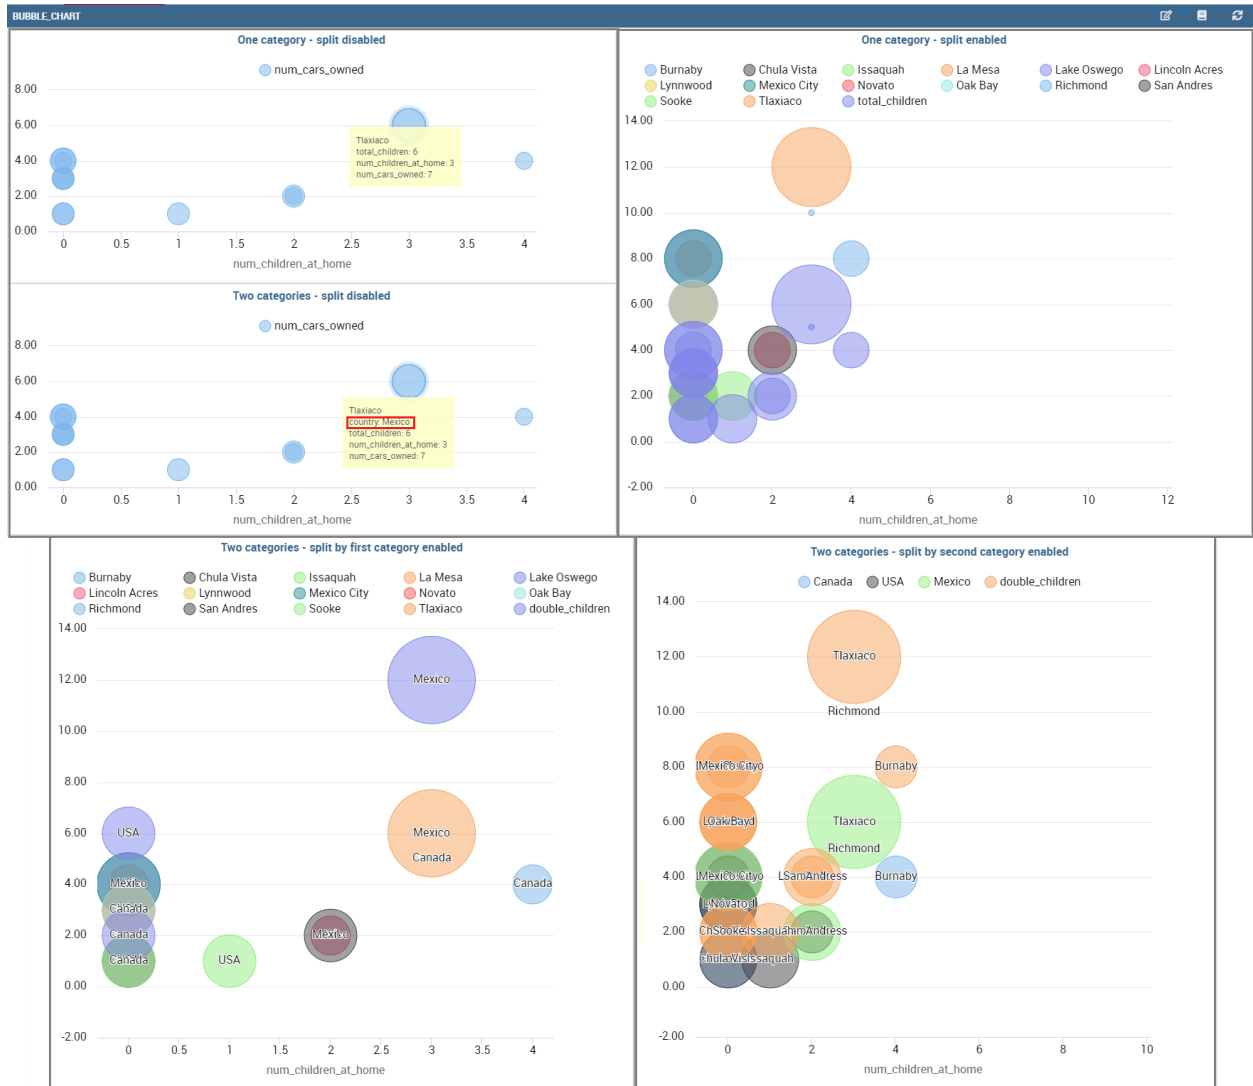 BUBBLE_CHART
One category - split disabled
num_cars_owned
8.00
6.00
4.00
2.00
0.00
Tlaxiaco
total_children: 6
num_children_at_home: 3
num_cars_owned: 7
0 0.5 1 1.5 2 2.5 3 3.5 4
num_children_at_home
Two categories - split disabled
num_cars_owned
8.00
6.00
4.00
2.00
0.00
Tlaxiaco
country: Mexico
total_children: 6
num_children_at_home: 3
num_cars_owned: 7
0 0.5 1 1.5 2 2.5 3 3.5 4
num_children_at_home
One category - split enabled
Burnaby Chula Vista Issaquah La Mesa Lake Oswego Lincoln Acres
Lynnwood Mexico City Novato Oak Bay Richmond San Andres
Sooke Tlaxiaco total_children
14.00
12.00
10.00
8.00
6.00
4.00
2.00
0.00
-2.00
0 2 4 6 8 10 12
num_children_at_home
Two categories - split by first category enabled
Burnaby Chula Vista Issaquah La Mesa Lake Oswego
Lincoln Acres Lynnwood Mexico City Novato Oak Bay
Richmond San Andres Sooke Tlaxiaco double_children
14.00
12.00
10.00
8.00
6.00
4.00
2.00
0.00
-2.00
Mexico
USA Mexico
Canada
Mexico Canada
Canada
Canada Mexico
Canada USA
0 0.5 1 1.5 2 2.5 3 3.5 4
num_children_at_home
Two categories - split by second category enabled
Canada USA Mexico double_children
14.00
12.00
10.00
8.00
6.00
4.00
2.00
0.00
-2.00
Tlaxiaco
Richmond
Burnaby
Tlaxiaco
Richmond
Burnaby
0 2 4 6 8 10
num_children_at_home